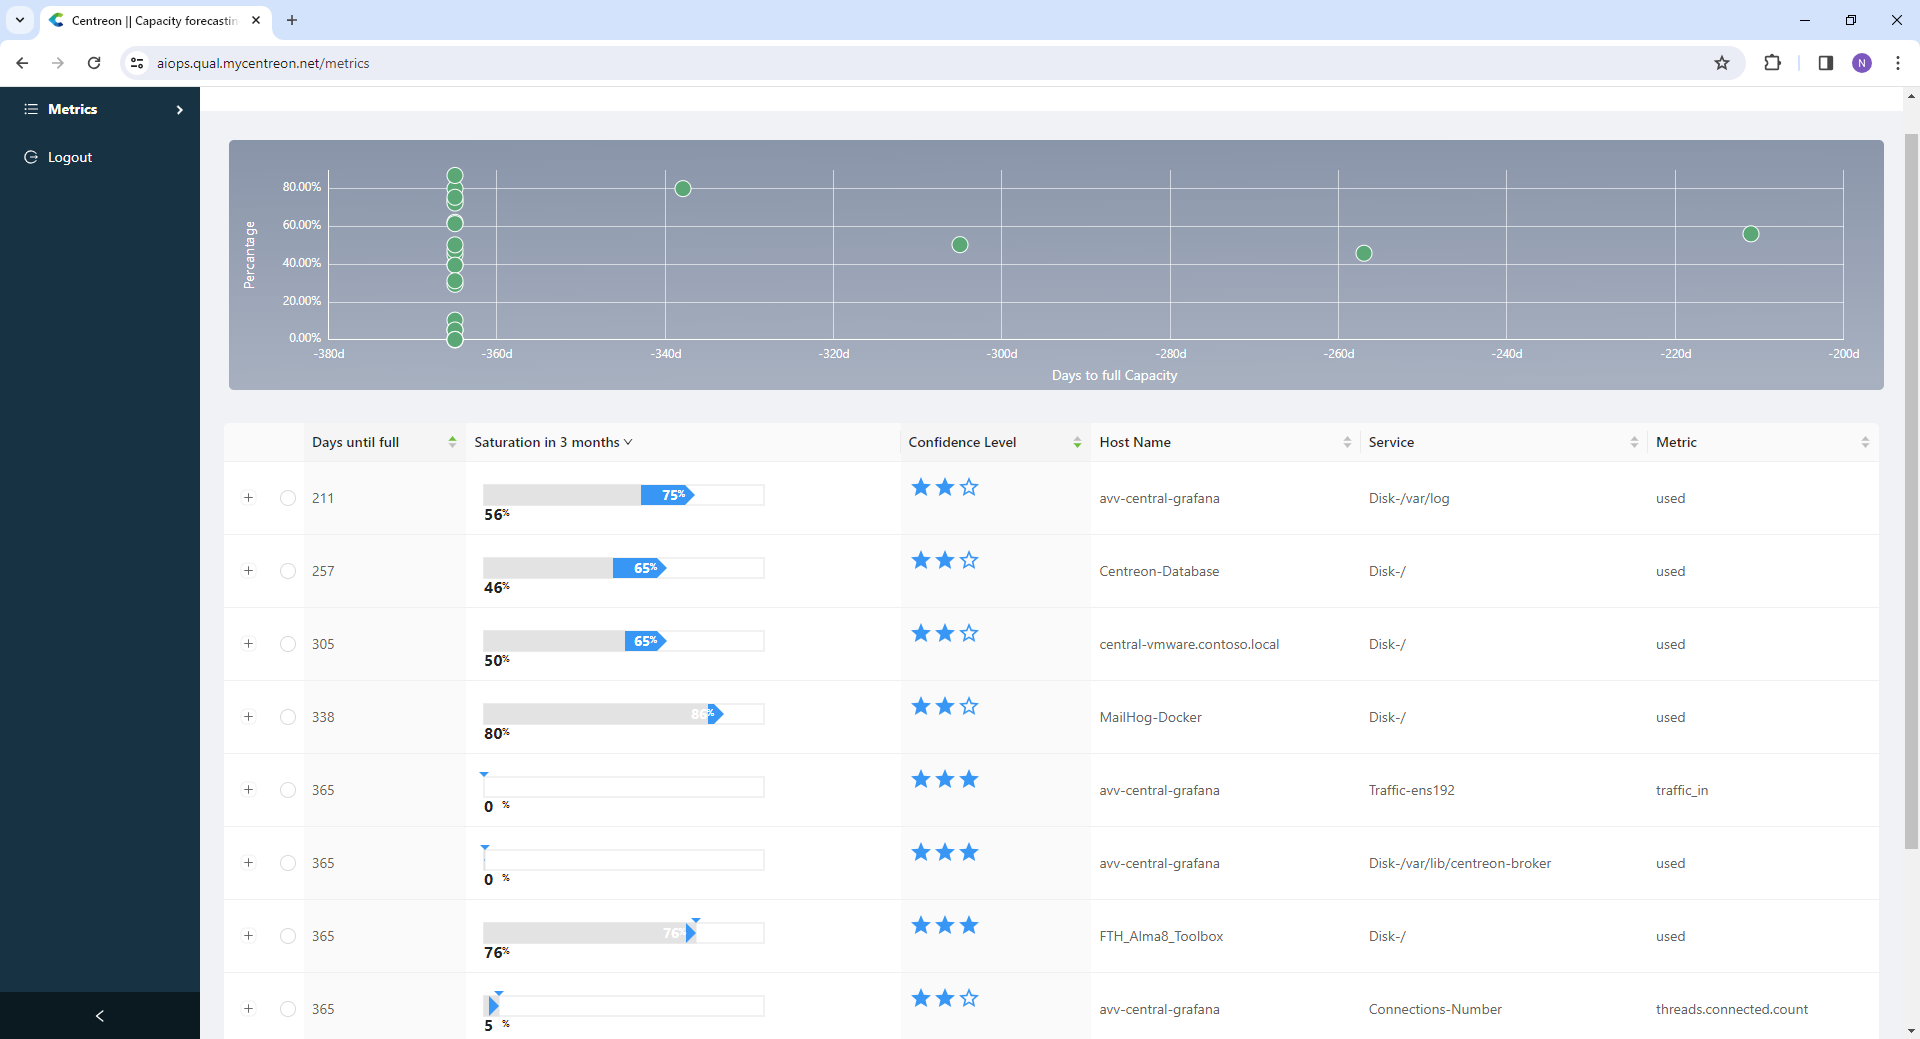 Centreon || Capacity forecastin
aiops.qual.mycentreon.net/metrics
N
Metrics
Logout
Percantage
80.00%
60.00%
40.00%
20.00%
0.00%
-380d -360d -340d -320d -300d -280d -260d -240d -220d -200d
Days to full Capacity
Days until full Saturation in 3 months Confidence Level Host Name Service Metric
211 75% 56% avv-central-grafana Disk-/var/log used
257 65% 46% Centreon-Database Disk-/ used
305 65% 50% central-vmware.contoso.local Disk-/ used
338 86% 80% MailHog-Docker Disk-/ used
365 0 % avv-central-grafana Traffic-ens192 traffic_in
365 0 % avv-central-grafana Disk-/var/lib/centreon-broker used
365 76% 76% FTH_Alma8_Toolbox Disk-/ used
365 5 % avv-central-grafana Connections-Number threads.connected.count